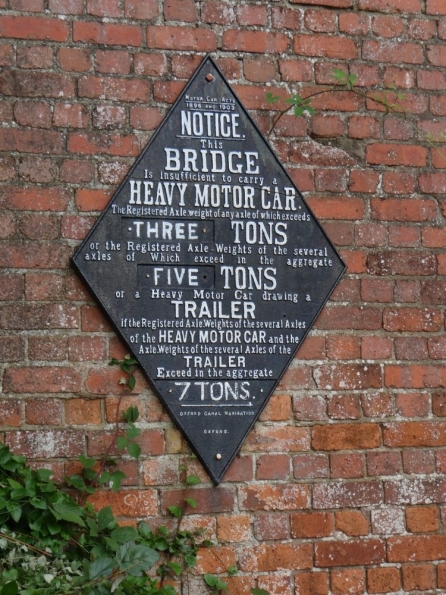 MOTOR CAR ACTS
1896 AND 1903
NOTICE.
This
BRIDGE
Is insufficient to carry a
HEAVY MOTOR CAR.
The Registered Axle.weight of any axle of which exceeds
THREE TONS
or the Registered Axle-Weights of the several
axles of Which exceed in the aggregate
FIVE TONS
or a Heavy Motor Car drawing a
TRAILER
if the Registered Axle.Weights of the several Axles
of the HEAVY MOTOR CAR and the
Axle.Weights of the several Axles of the
TRAILER
Exceed in the aggregate
7 TONS.
OXFORD CANAL NAVIGATION
OXFORD.